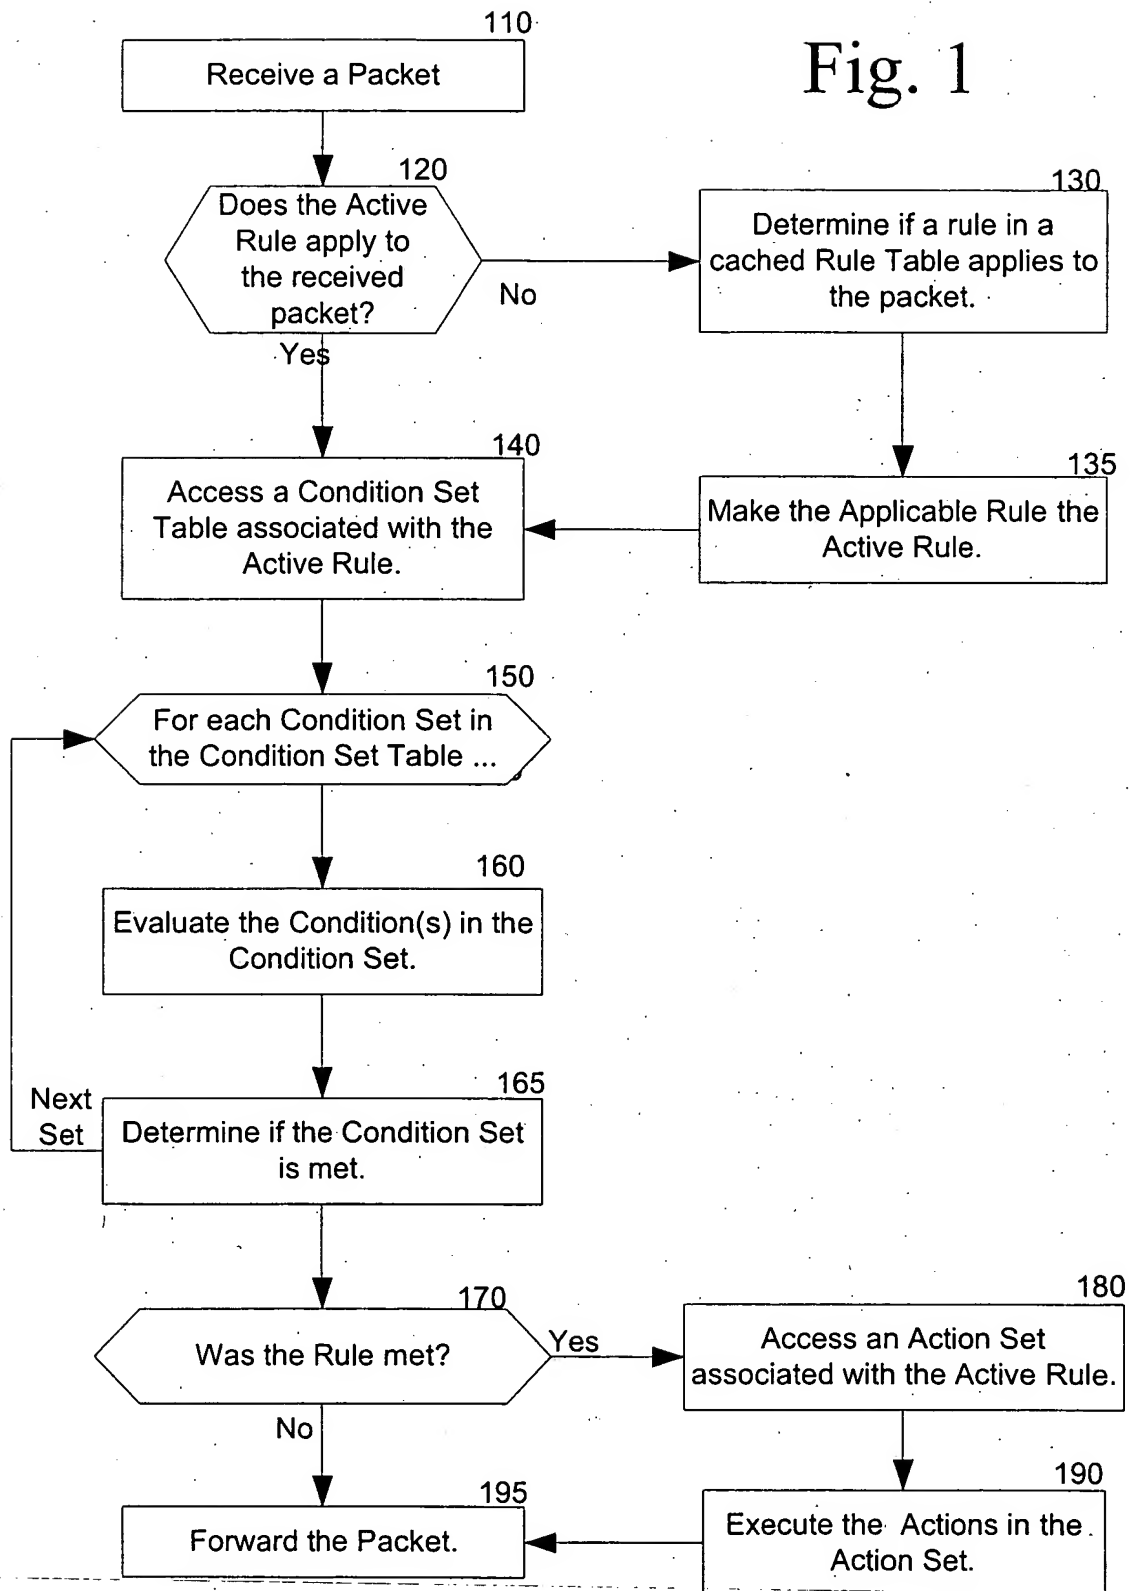 110
Receive a Packet
Fig. 1
120
Does the Active
Rule apply to
the received
packet?
No
Yes
130
Determine if a rule in a
cached Rule Table applies to
the packet.
135
Make the Applicable Rule the
Active Rule.
140
Access a Condition Set
Table associated with the
Active Rule.
150
For each Condition Set in
the Condition Set Table ...
160
Evaluate the Condition(s) in the
Condition Set.
165
Next
Set
Determine if the Condition Set
is met.
170
Was the Rule met?
Yes
No
180
Access an Action Set
associated with the Active Rule.
190
Execute the Actions in the
Action Set.
195
Forward the Packet.